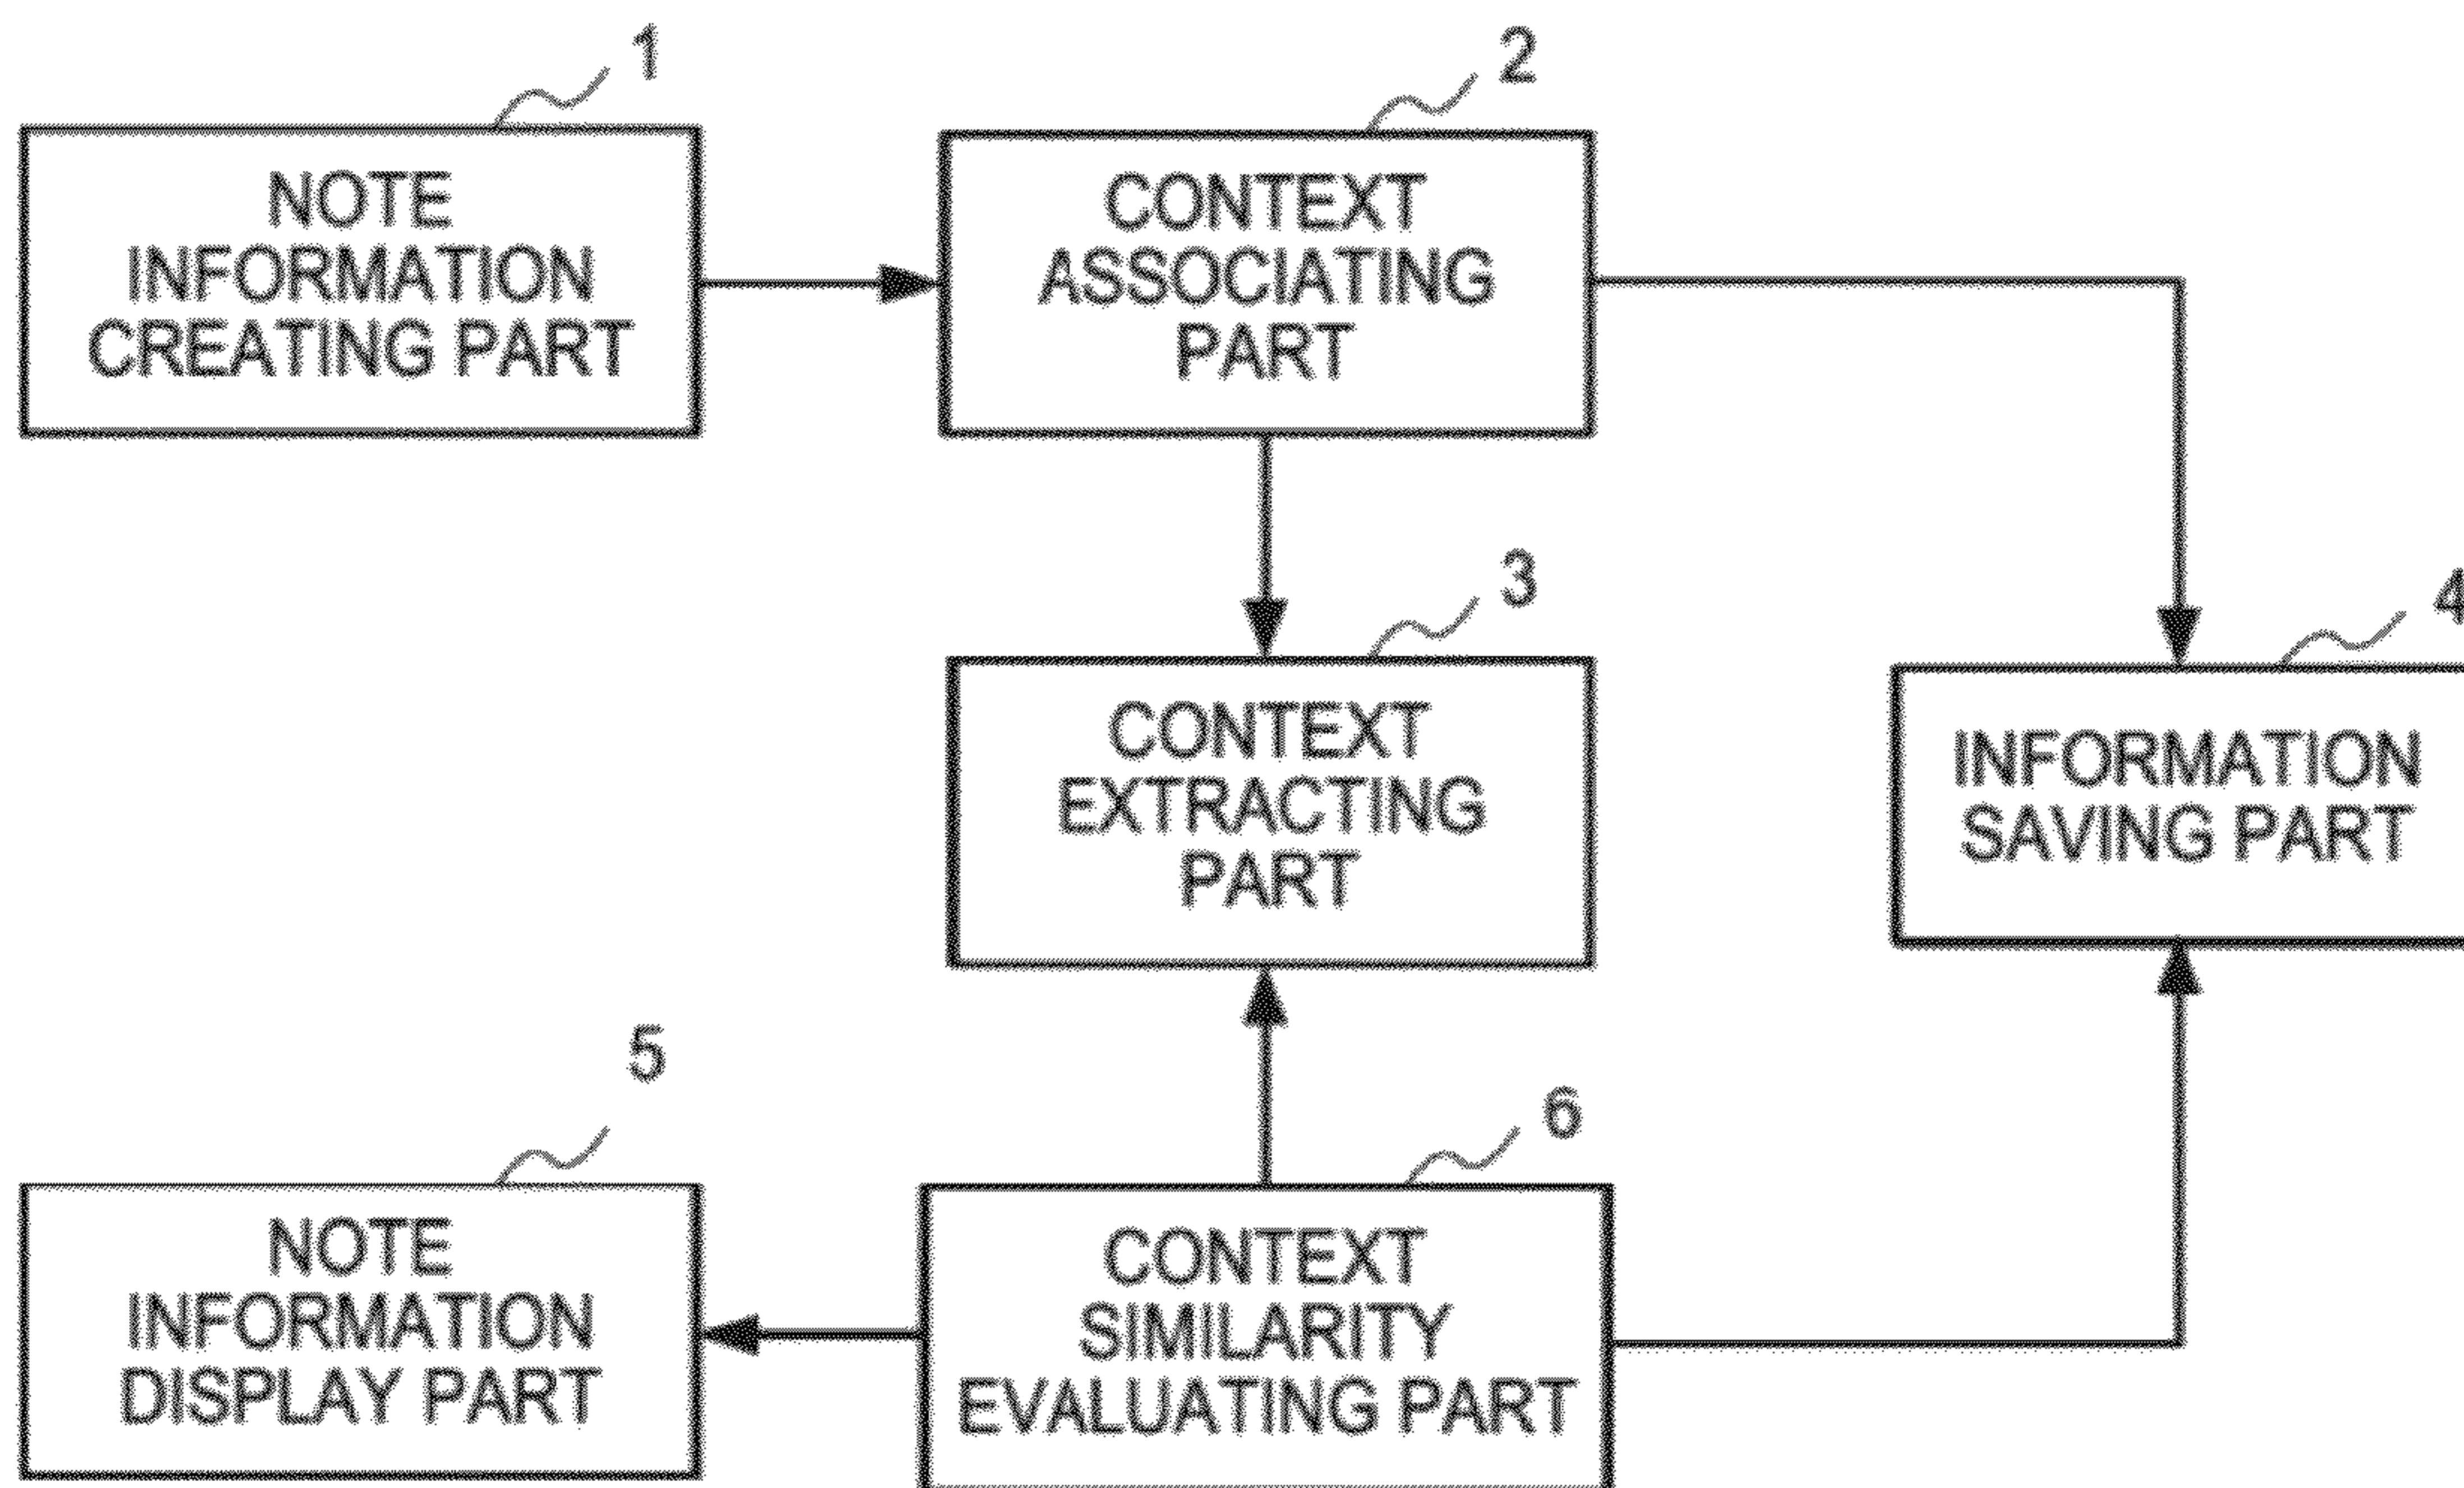 1
NOTE
INFORMATION
CREATING PART
2
CONTEXT
ASSOCIATING
PART
3
CONTEXT
EXTRACTING
PART
4
INFORMATION
SAVING PART
5
NOTE
INFORMATION
DISPLAY PART
6
CONTEXT
SIMILARITY
EVALUATING PART